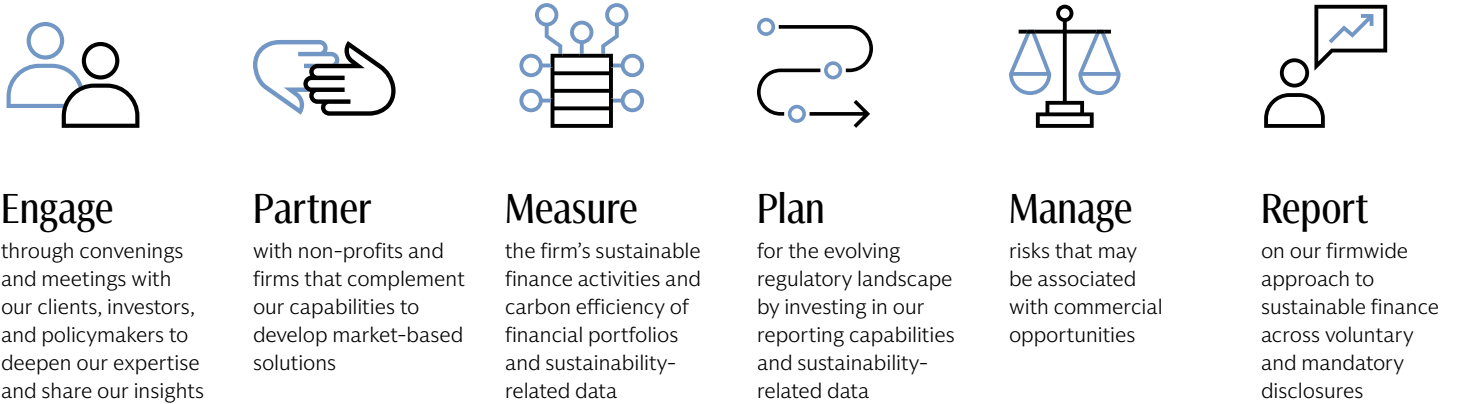 Engage
through convenings
and meetings with
our clients, investors,
and policymakers to
deepen our expertise
and share our insights
Partner
with non-profits and
firms that complement
our capabilities to
develop market-based
solutions
Measure
the firm's sustainable
finance activities and
carbon efficiency of
financial portfolios
and sustainability-
related data
Plan
for the evolving
regulatory landscape
by investing in our
reporting capabilities
and sustainability-
related data
Manage
risks that may
be associated
with commercial
opportunities
Report
on our firmwide
approach to
sustainable finance
across voluntary
and mandatory
disclosures